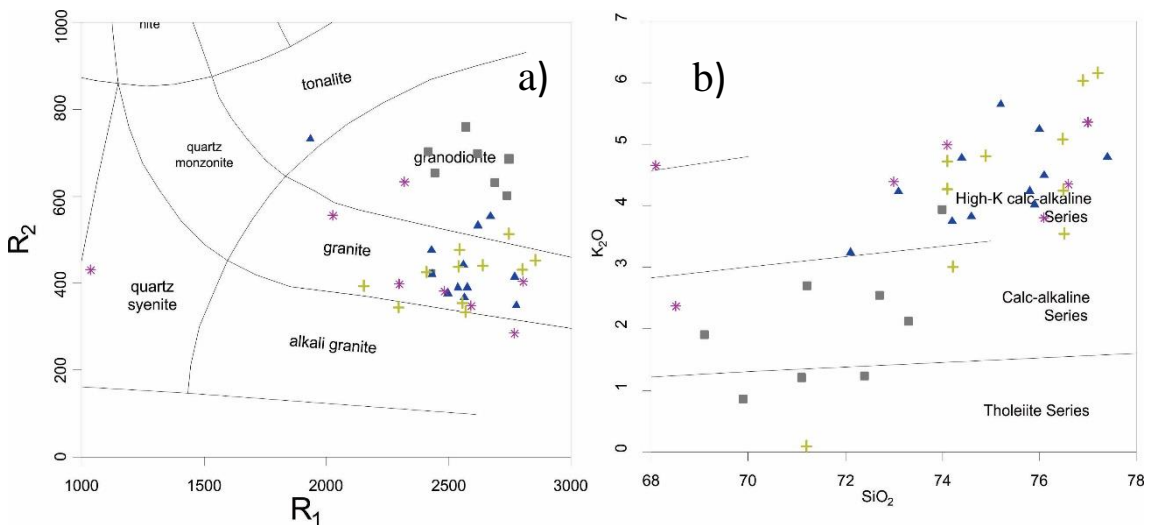 a)
1000
800
600
400
200
0
R2
nite
tonalite
quartz
monzonite
granodiorite
granite
quartz
syenite
alkali granite
1000
1500
2000
2500
3000
R1
b)
7
6
5
4
3
2
1
0
K2O
High-K calc-alkaline
Series
Calc-alkaline
Series
Tholeiite Series
68
70
72
74
76
78
SiO2